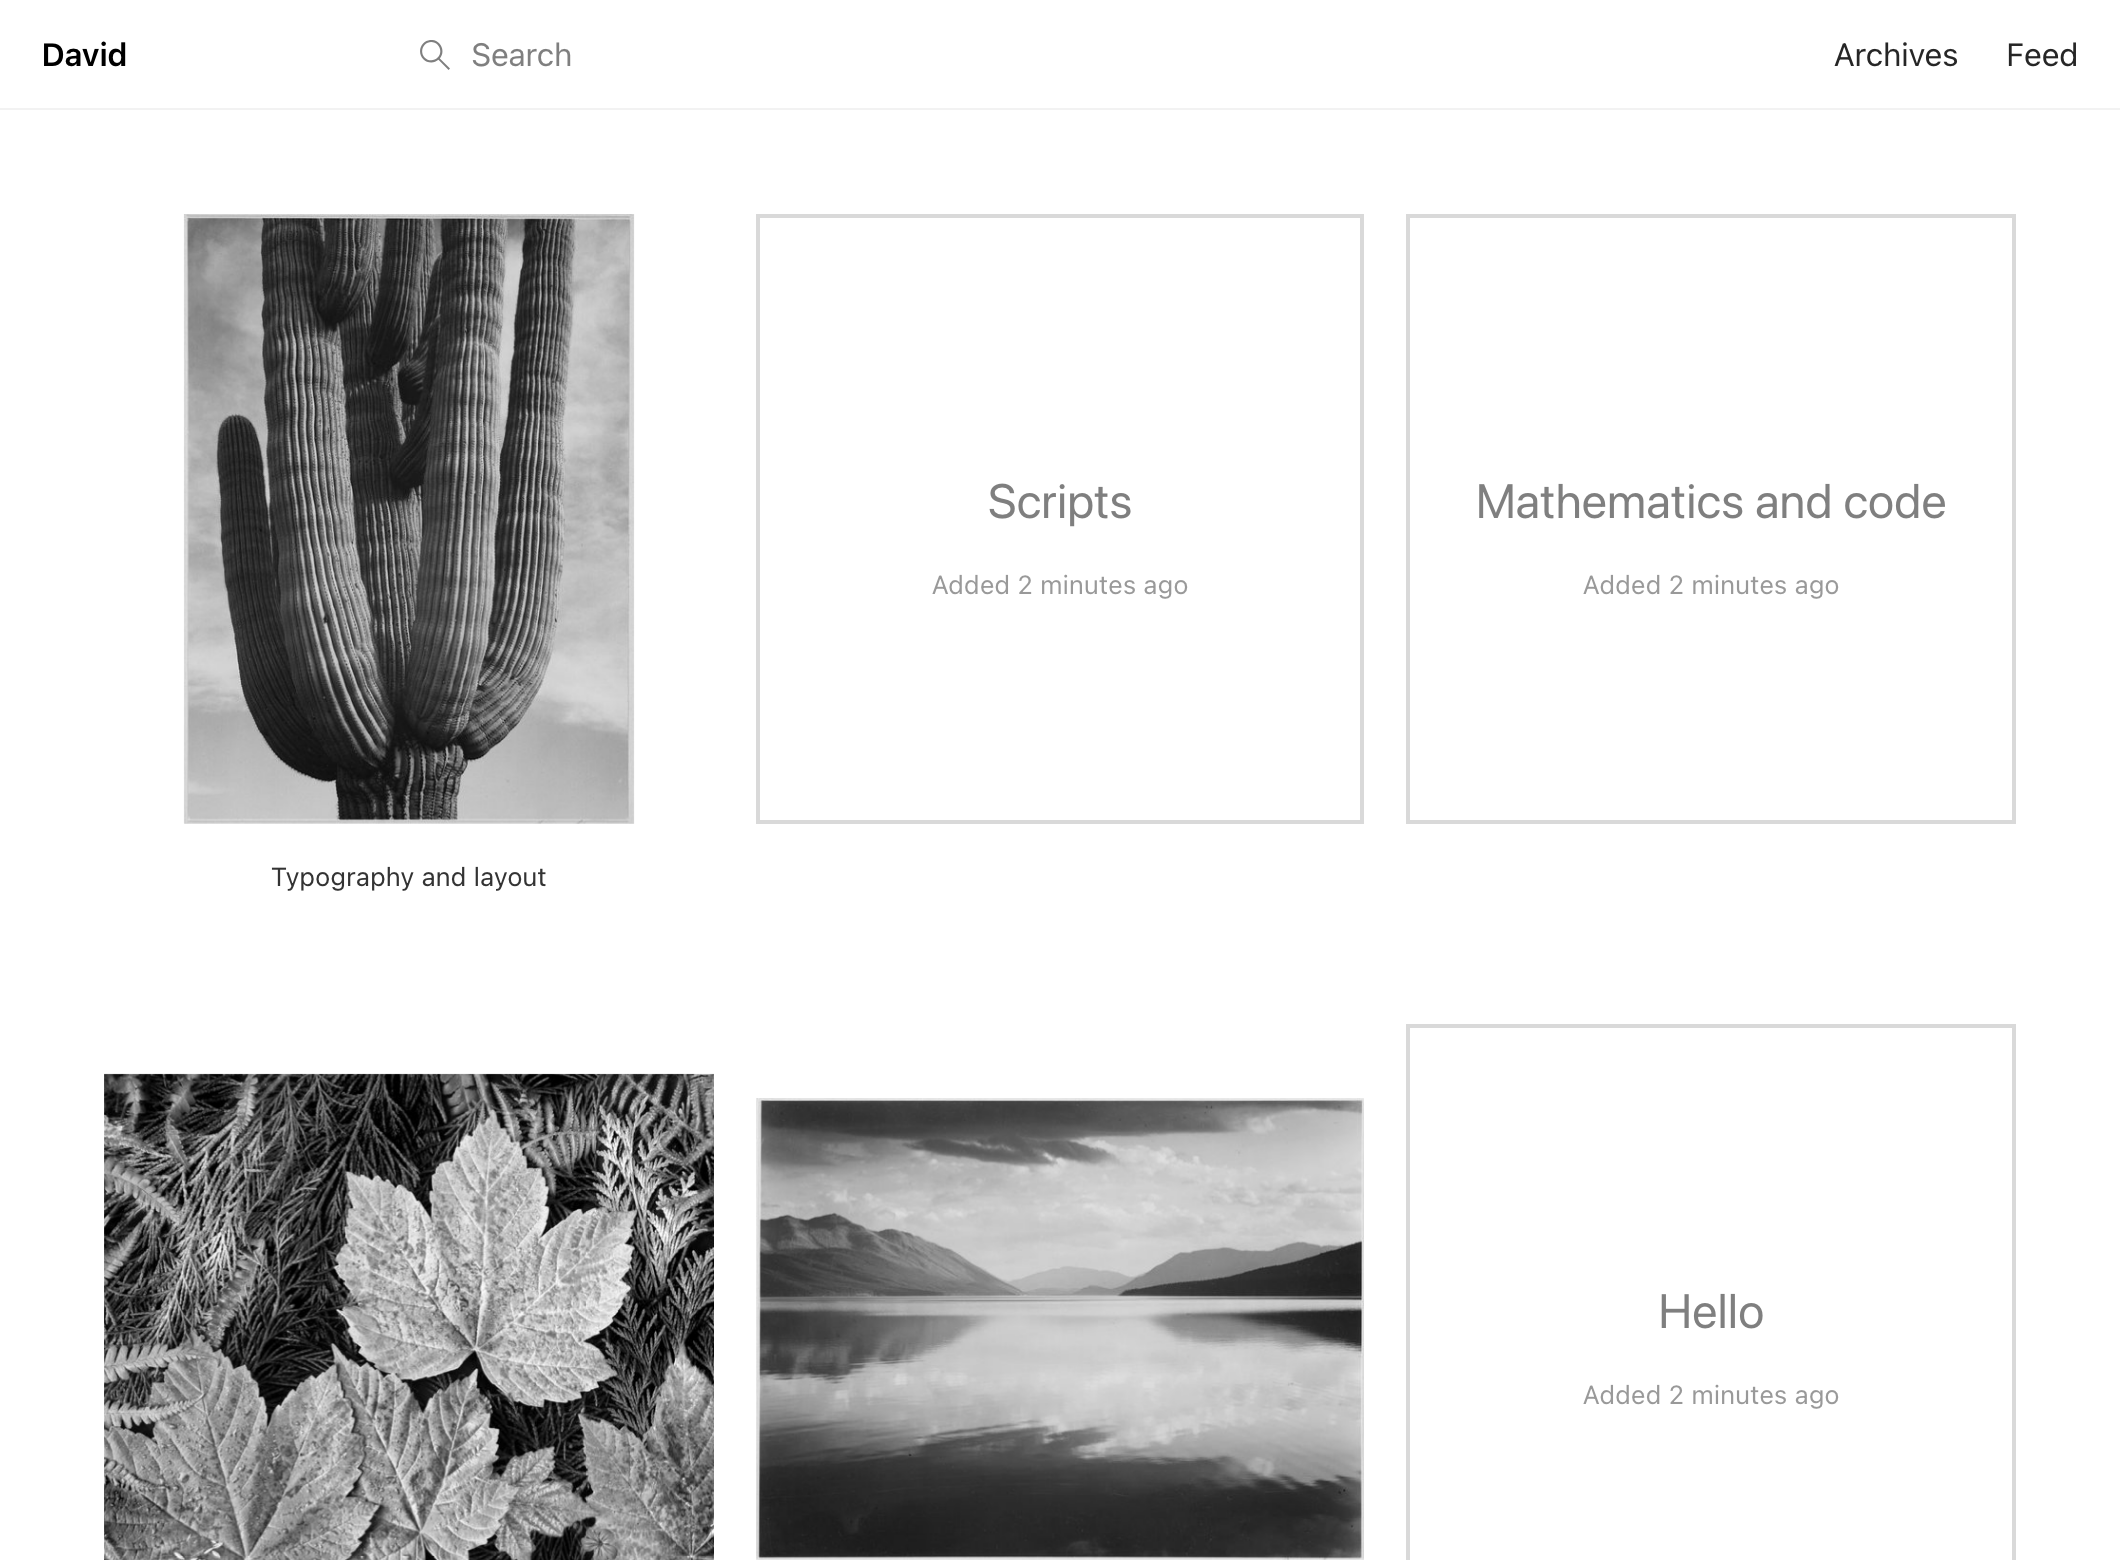 David
Search
Archives
Feed
Scripts
Added 2 minutes ago
Mathematics and code
Added 2 minutes ago
Typography and layout
Hello
Added 2 minutes ago